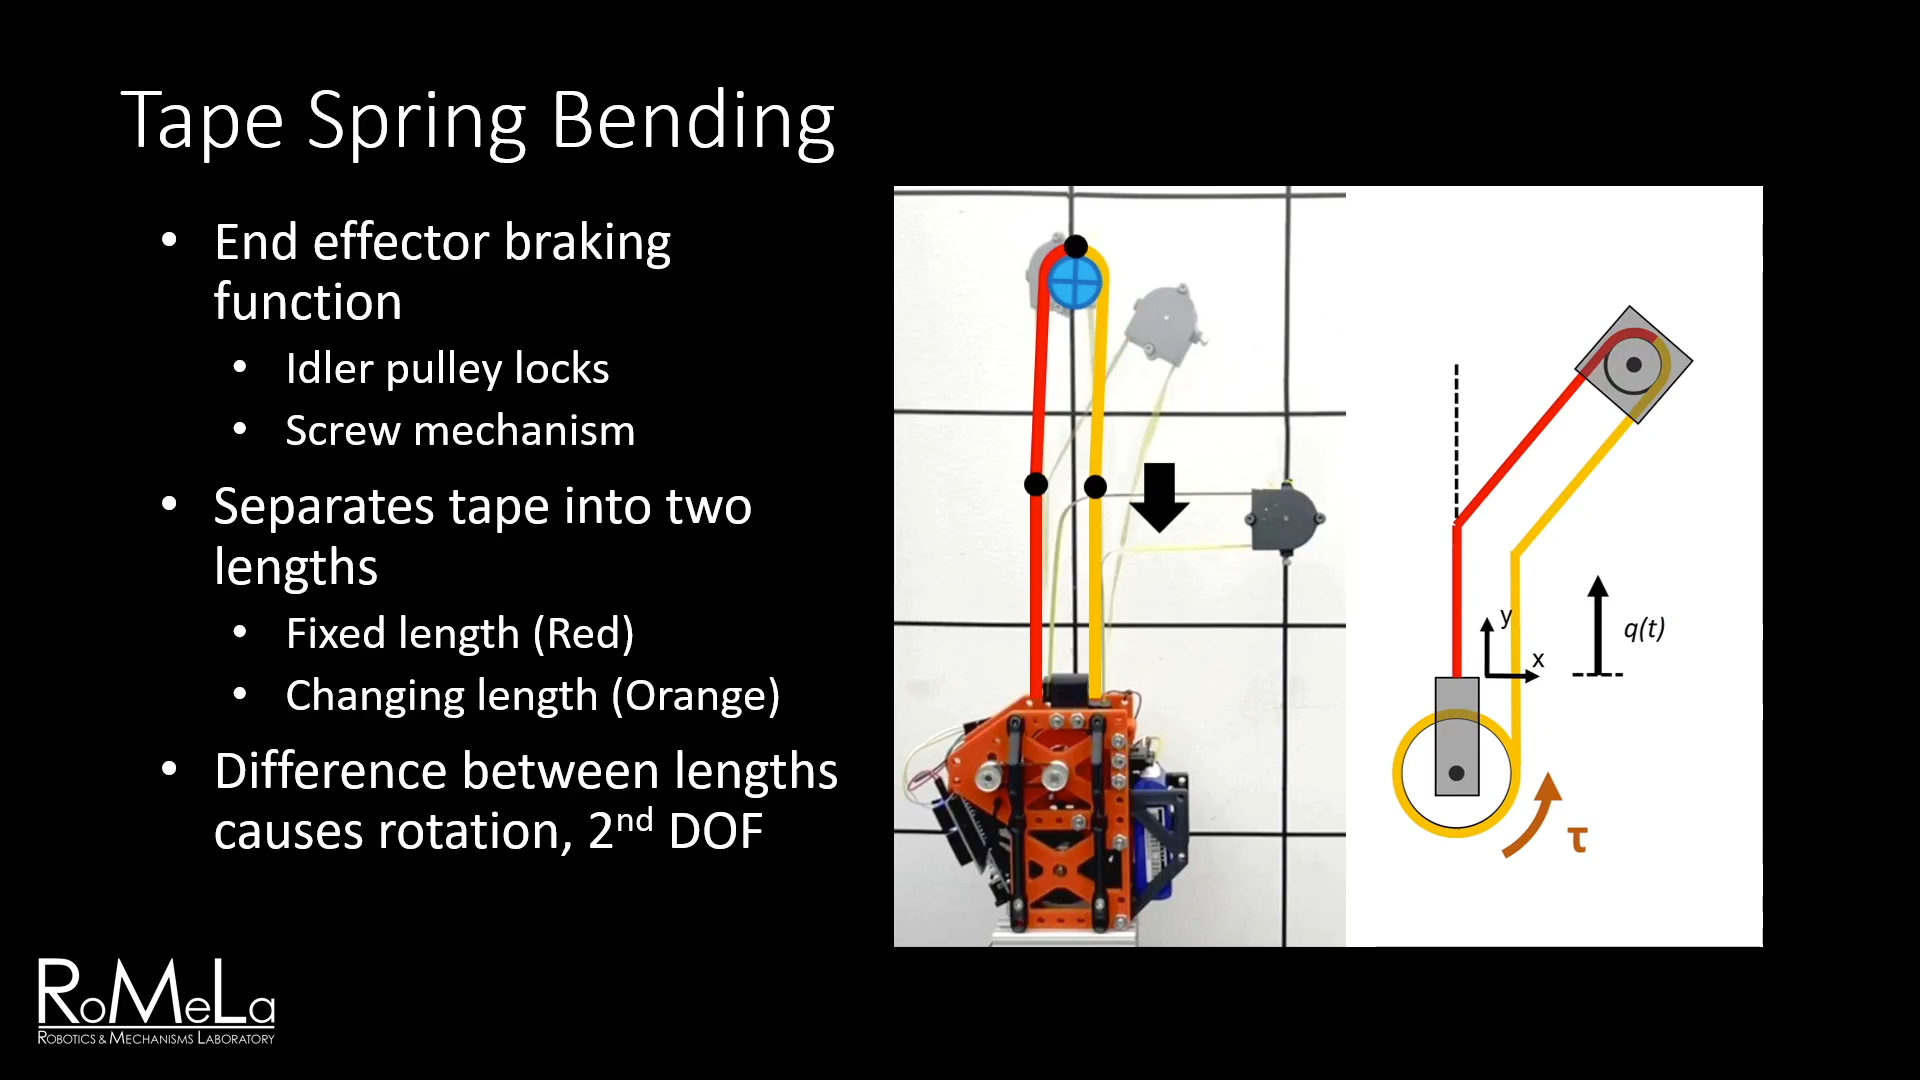 Tape Spring Bending
• End effector braking
function
• Idler pulley locks
• Screw mechanism
• Separates tape into two
lengths
• Fixed length (Red)
• Changing length (Orange)
• Difference between lengths
causes rotation, 2nd DOF
y
x
q(t)
τ
RoMeLa
ROBOTICS & MECHANISMS LABORATORY